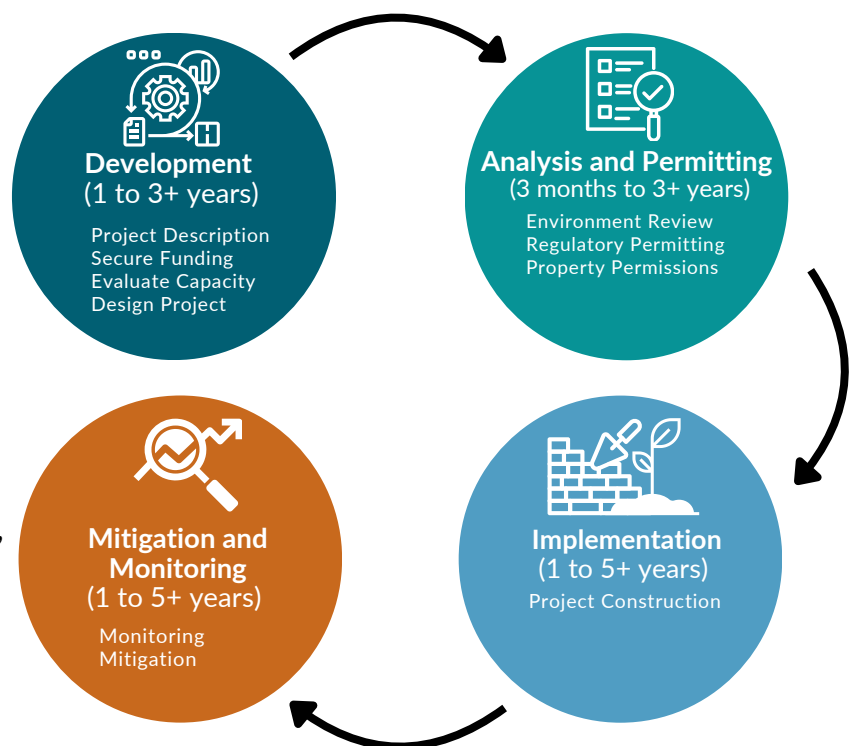 Development
(1 to 3+ years)
Project Description
Secure Funding
Evaluate Capacity
Design Project
Analysis and Permitting
(3 months to 3+ years)
Environment Review
Regulatory Permitting
Property Permissions
Implementation
(1 to 5+ years)
Project Construction
Mitigation and
Monitoring
(1 to 5+ years)
Monitoring
Mitigation